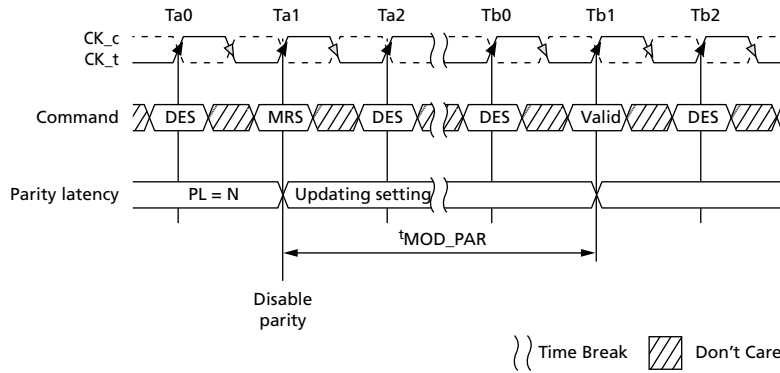 Ta0 Ta1 Ta2 Tb0 Tb1 Tb2
CK_c
CK_t
Command DES MRS DES DES Valid DES
Parity latency PL = N Updating setting
tMOD_PAR
Disable
parity
Time Break Don't Care